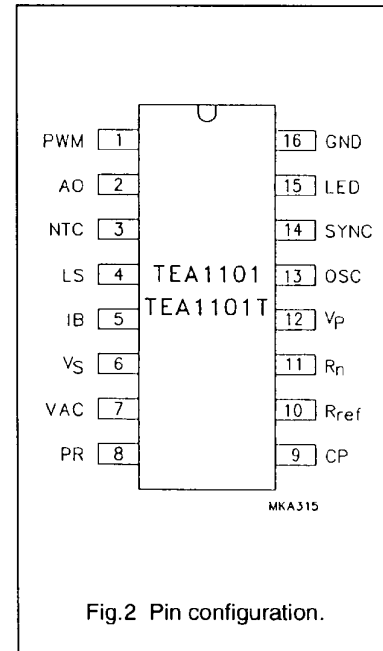 PWM 1 16 GND
AO 2 15 LED
NTC 3 14 SYNC
LS 4 TEA1101 13 OSC
TEA1101T
IB 5 12 VP
VS 6 11 Rn
VAC 7 10 Rref
PR 8 9 CP
MKA315
Fig.2 Pin configuration.